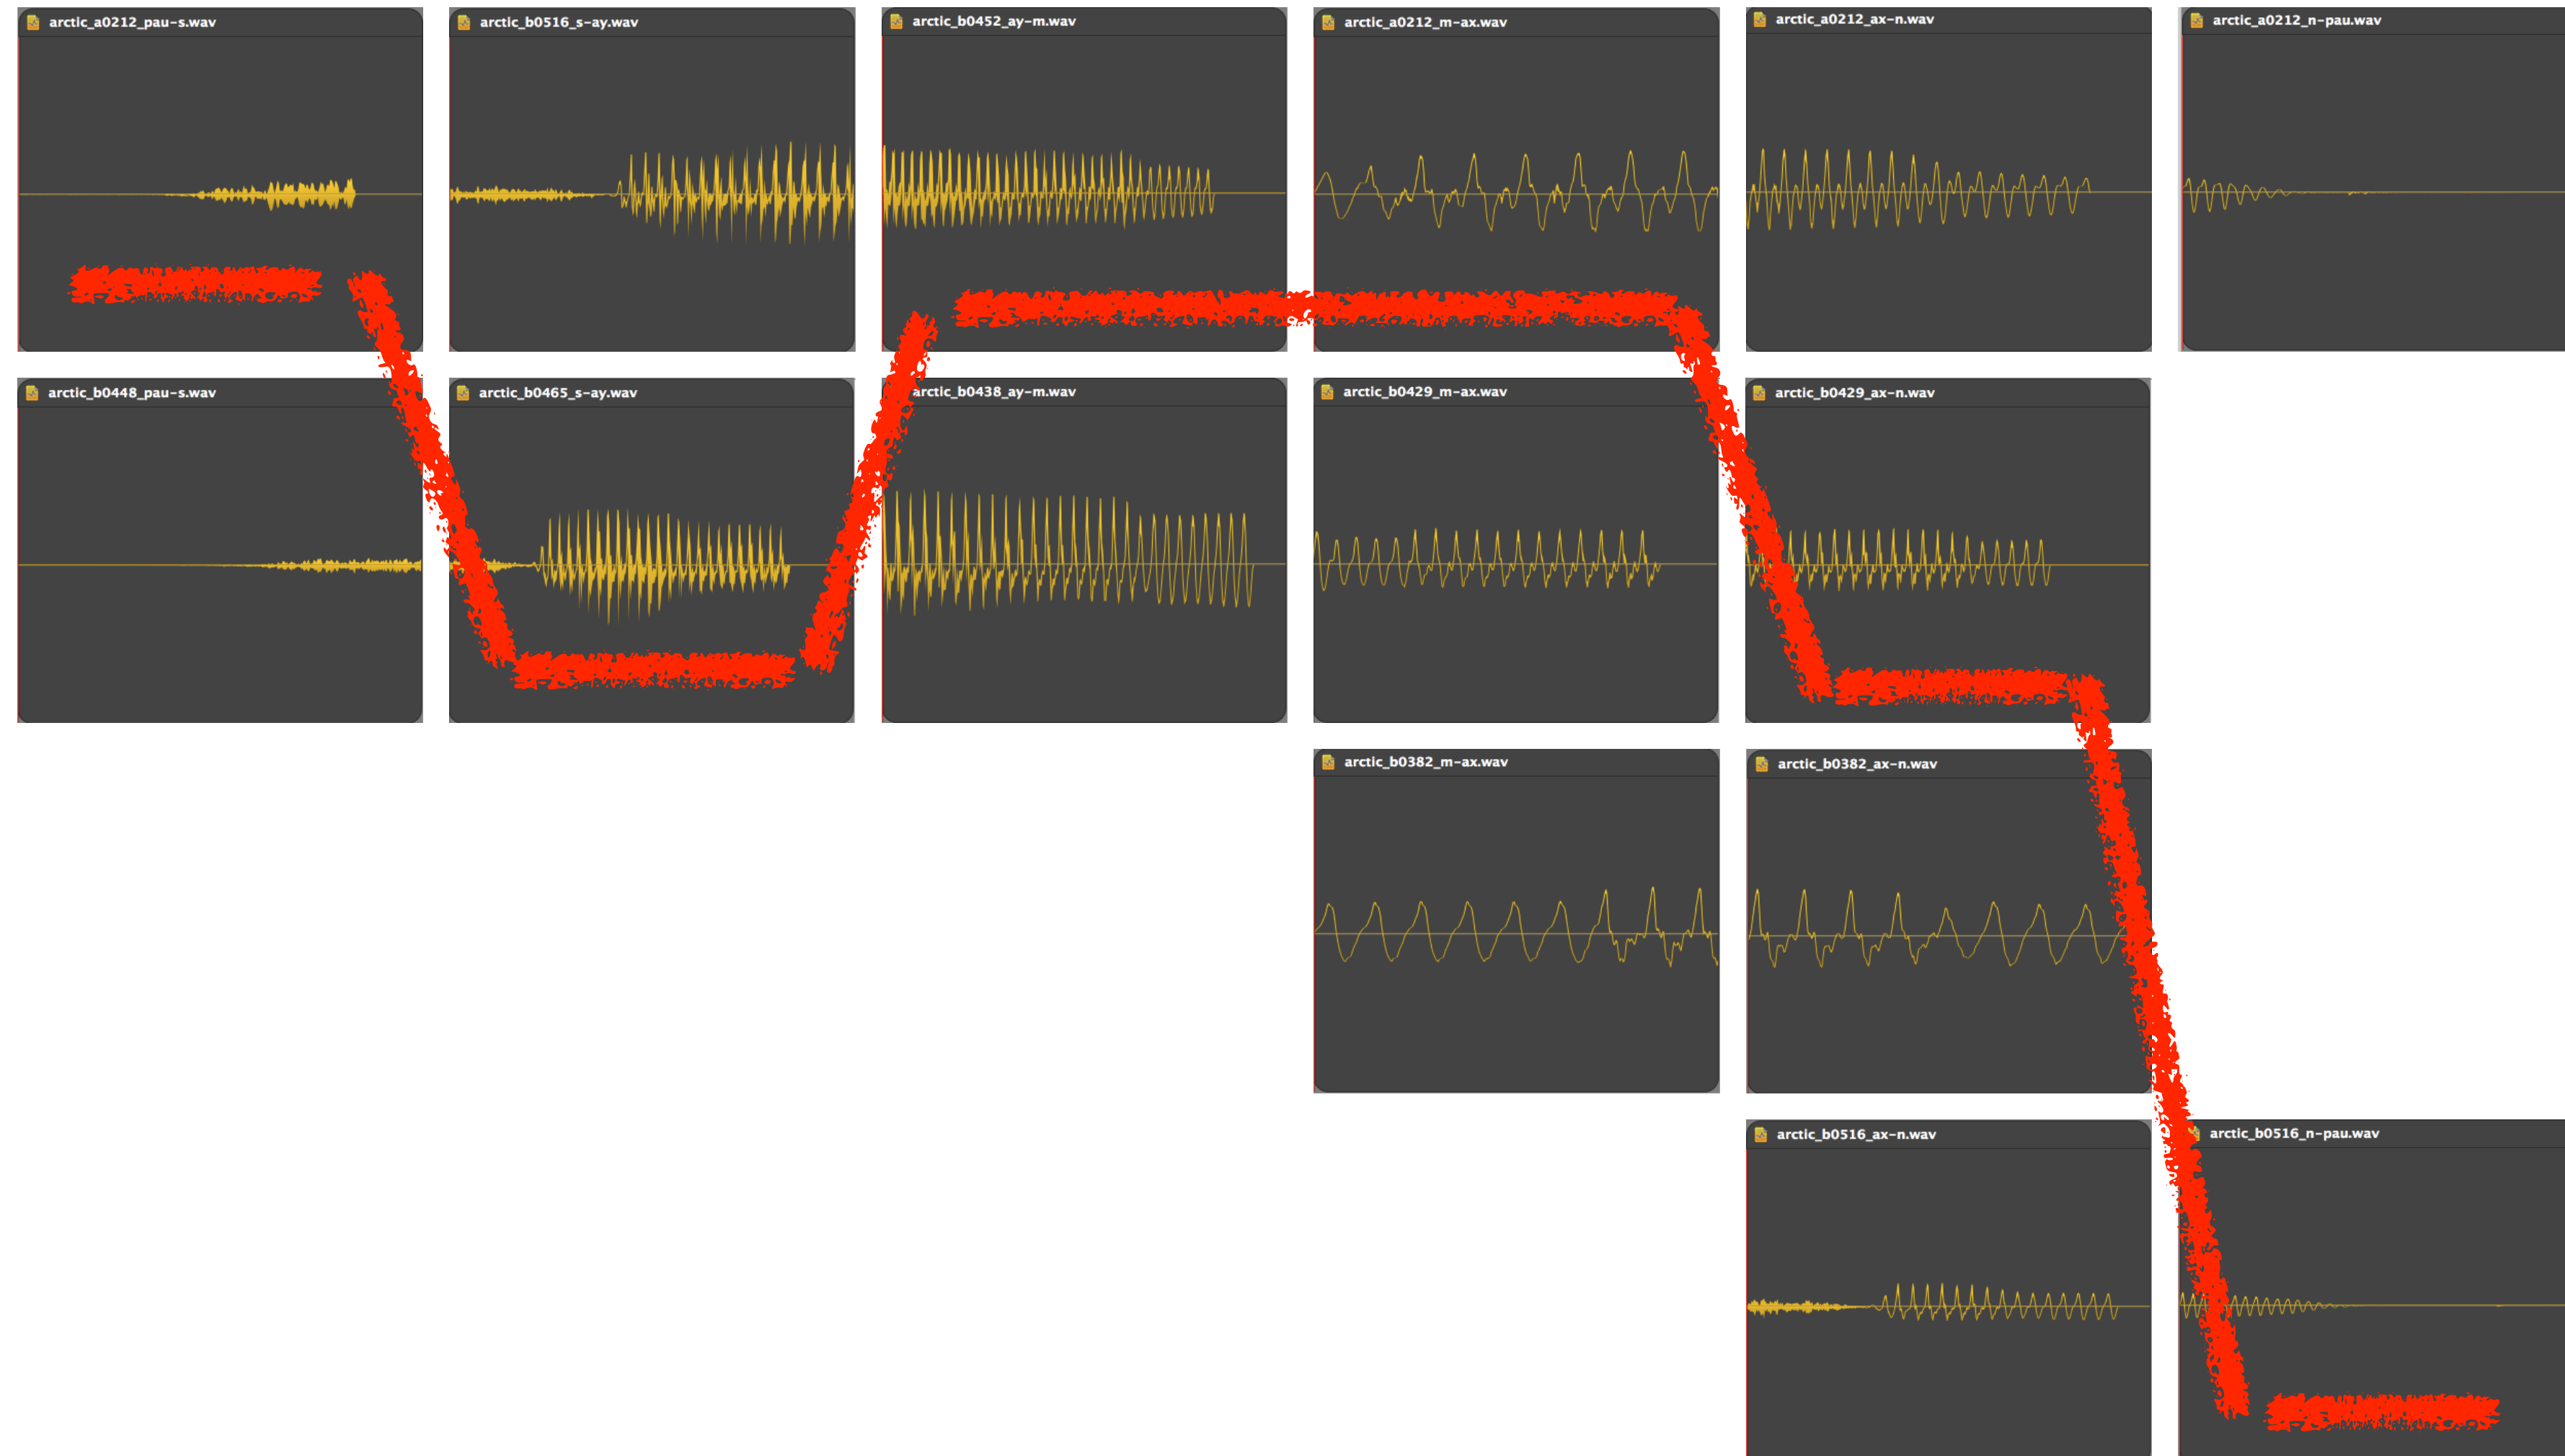 arctic_a0212_pau-s.wav
arctic_b0516_s-ay.wav
arctic_b0452_ay-m.wav
arctic_a0212_m-ax.wav
arctic_a0212_ax-n.wav
arctic_a0212_n-pau.wav
arctic_b0448_pau-s.wav
arctic_b0465_s-ay.wav
arctic_b0438_ay-m.wav
arctic_b0429_m-ax.wav
arctic_b0429_ax-n.wav
arctic_b0382_m-ax.wav
arctic_b0382_ax-n.wav
arctic_b0516_ax-n.wav
arctic_b0516_n-pau.wav